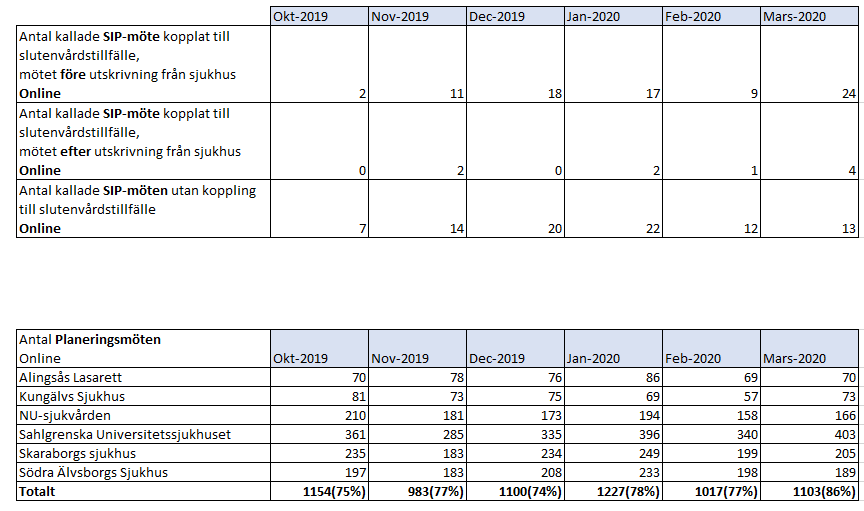 Okt-2019 Nov-2019 Dec-2019 Jan-2020 Feb-2020 Mars-2020
Antal kallade SIP-möte kopplat till
slutenvårdstillfälle,
mötet före utskrivning från sjukhus
Online 2 11 18 17 9 24
Antal kallade SIP-möte kopplat till
slutenvårdstillfälle,
mötet efter utskrivning från sjukhus
Online 0 2 0 2 1 4
Antal kallade SIP-möten utan koppling
till slutenvårdstillfälle
Online 7 14 20 22 12 13
Antal Planeringsmöten
Online Okt-2019 Nov-2019 Dec-2019 Jan-2020 Feb-2020 Mars-2020
Alingsås Lasarett 70 78 76 86 69 70
Kungälvs Sjukhus 81 73 75 69 57 73
NU-sjukvården 210 181 173 194 158 166
Sahlgrenska Universitetssjukhuset 361 285 335 396 340 403
Skaraborgs sjukhus 235 183 234 249 199 205
Södra Älvsborgs Sjukhus 197 183 208 233 198 189
Totalt 1154(75%) 983(77%) 1100(74%) 1227(78%) 1017(77%) 1103(86%)